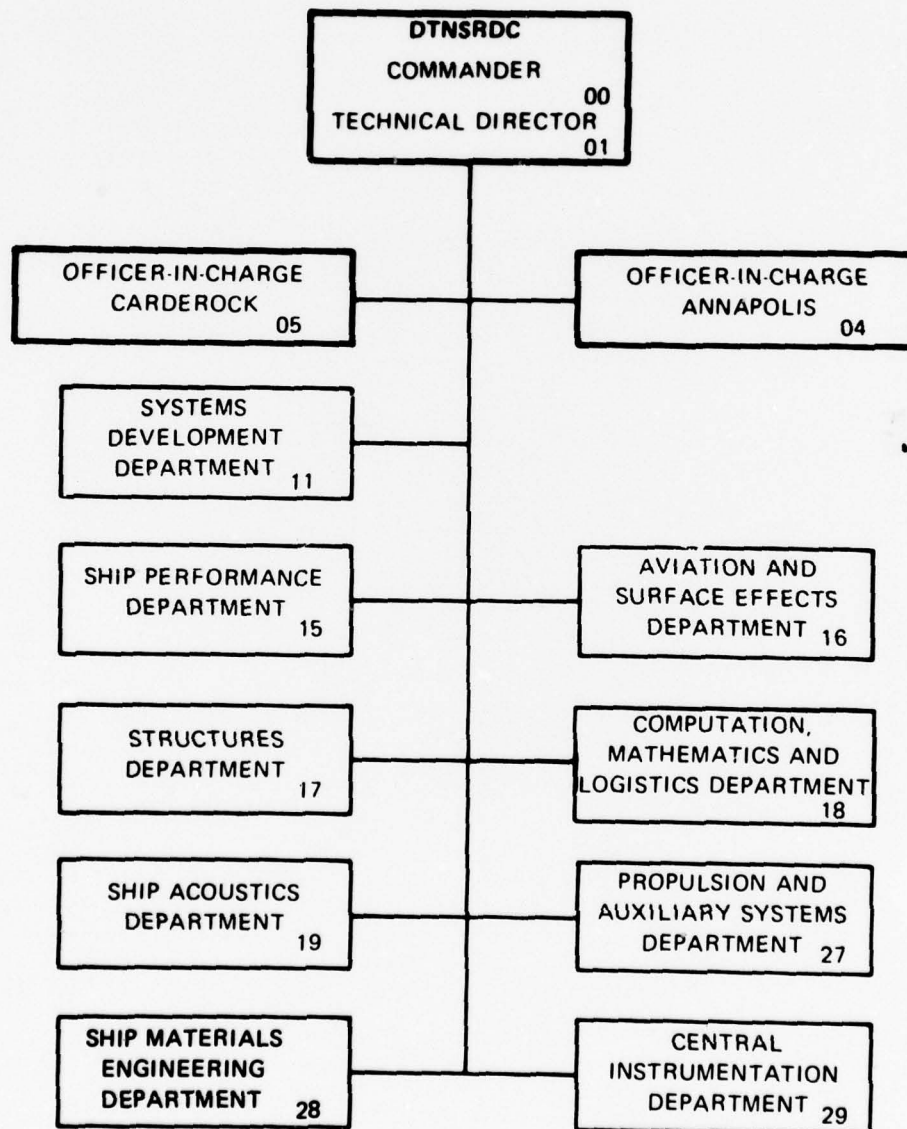 DTNSRDC
COMMANDER
00
TECHNICAL DIRECTOR
01
OFFICER-IN-CHARGE
CARDEROCK
05
OFFICER-IN-CHARGE
ANNAPOLIS
04
SYSTEMS
DEVELOPMENT
DEPARTMENT
11
SHIP PERFORMANCE
DEPARTMENT
15
AVIATION AND
SURFACE EFFECTS
DEPARTMENT
16
STRUCTURES
DEPARTMENT
17
COMPUTATION,
MATHEMATICS AND
LOGISTICS DEPARTMENT
18
SHIP ACOUSTICS
DEPARTMENT
19
PROPULSION AND
AUXILIARY SYSTEMS
DEPARTMENT
27
SHIP MATERIALS
ENGINEERING
DEPARTMENT
28
CENTRAL
INSTRUMENTATION
DEPARTMENT
29